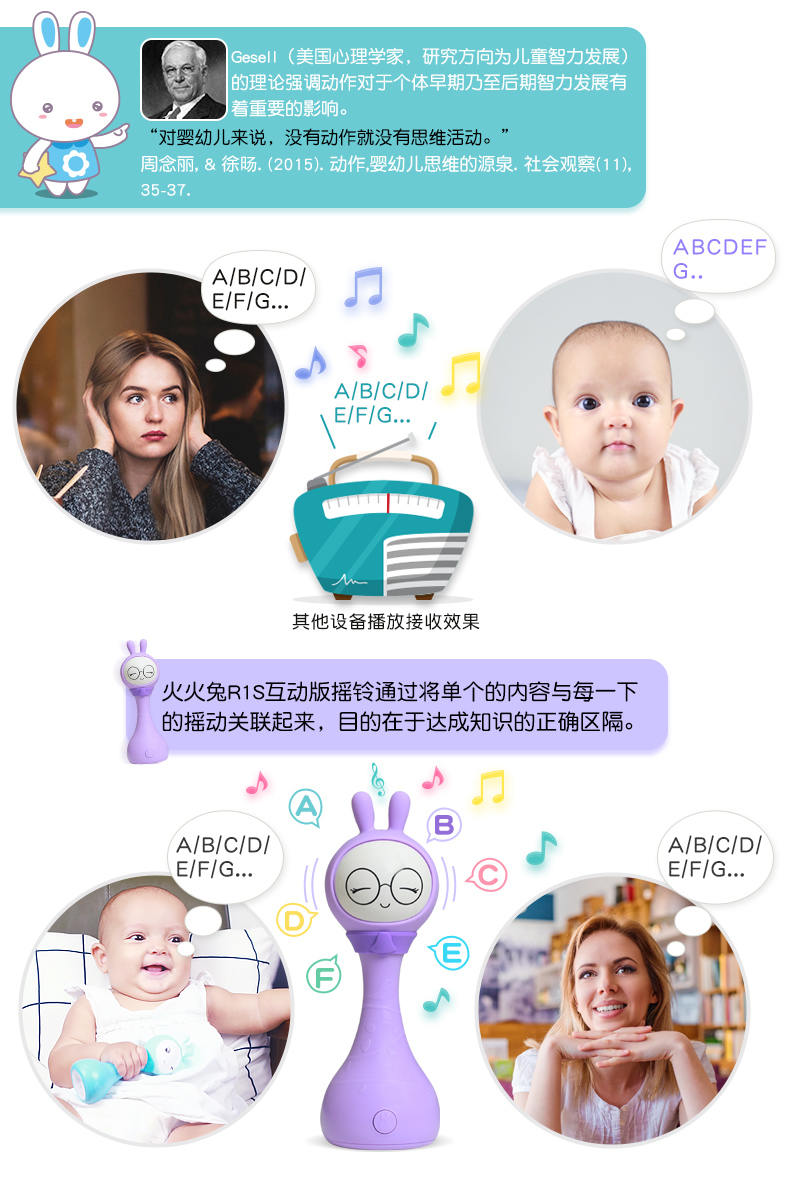 Gesell（美国心理学家，研究方向为儿童智力发展）
的理论强调动作对于个体早期乃至后期智力发展有
着重要的影响。
“对婴幼儿来说，没有动作就没有思维活动。”
周念丽, & 徐旸. (2015). 动作,婴幼儿思维的源泉. 社会观察(11),
35-37.
A/B/C/D/
E/F/G...
ABCDEF
G..
A/B/C/D/
E/F/G...
其他设备播放接收效果
火火兔R1S互动版摇铃通过将单个的内容与每一下
的摇动关联起来，目的在于达成知识的正确区隔。
A
B
A/B/C/D/
E/F/G...
A/B/C/D/
E/F/G...
C
D
E
F